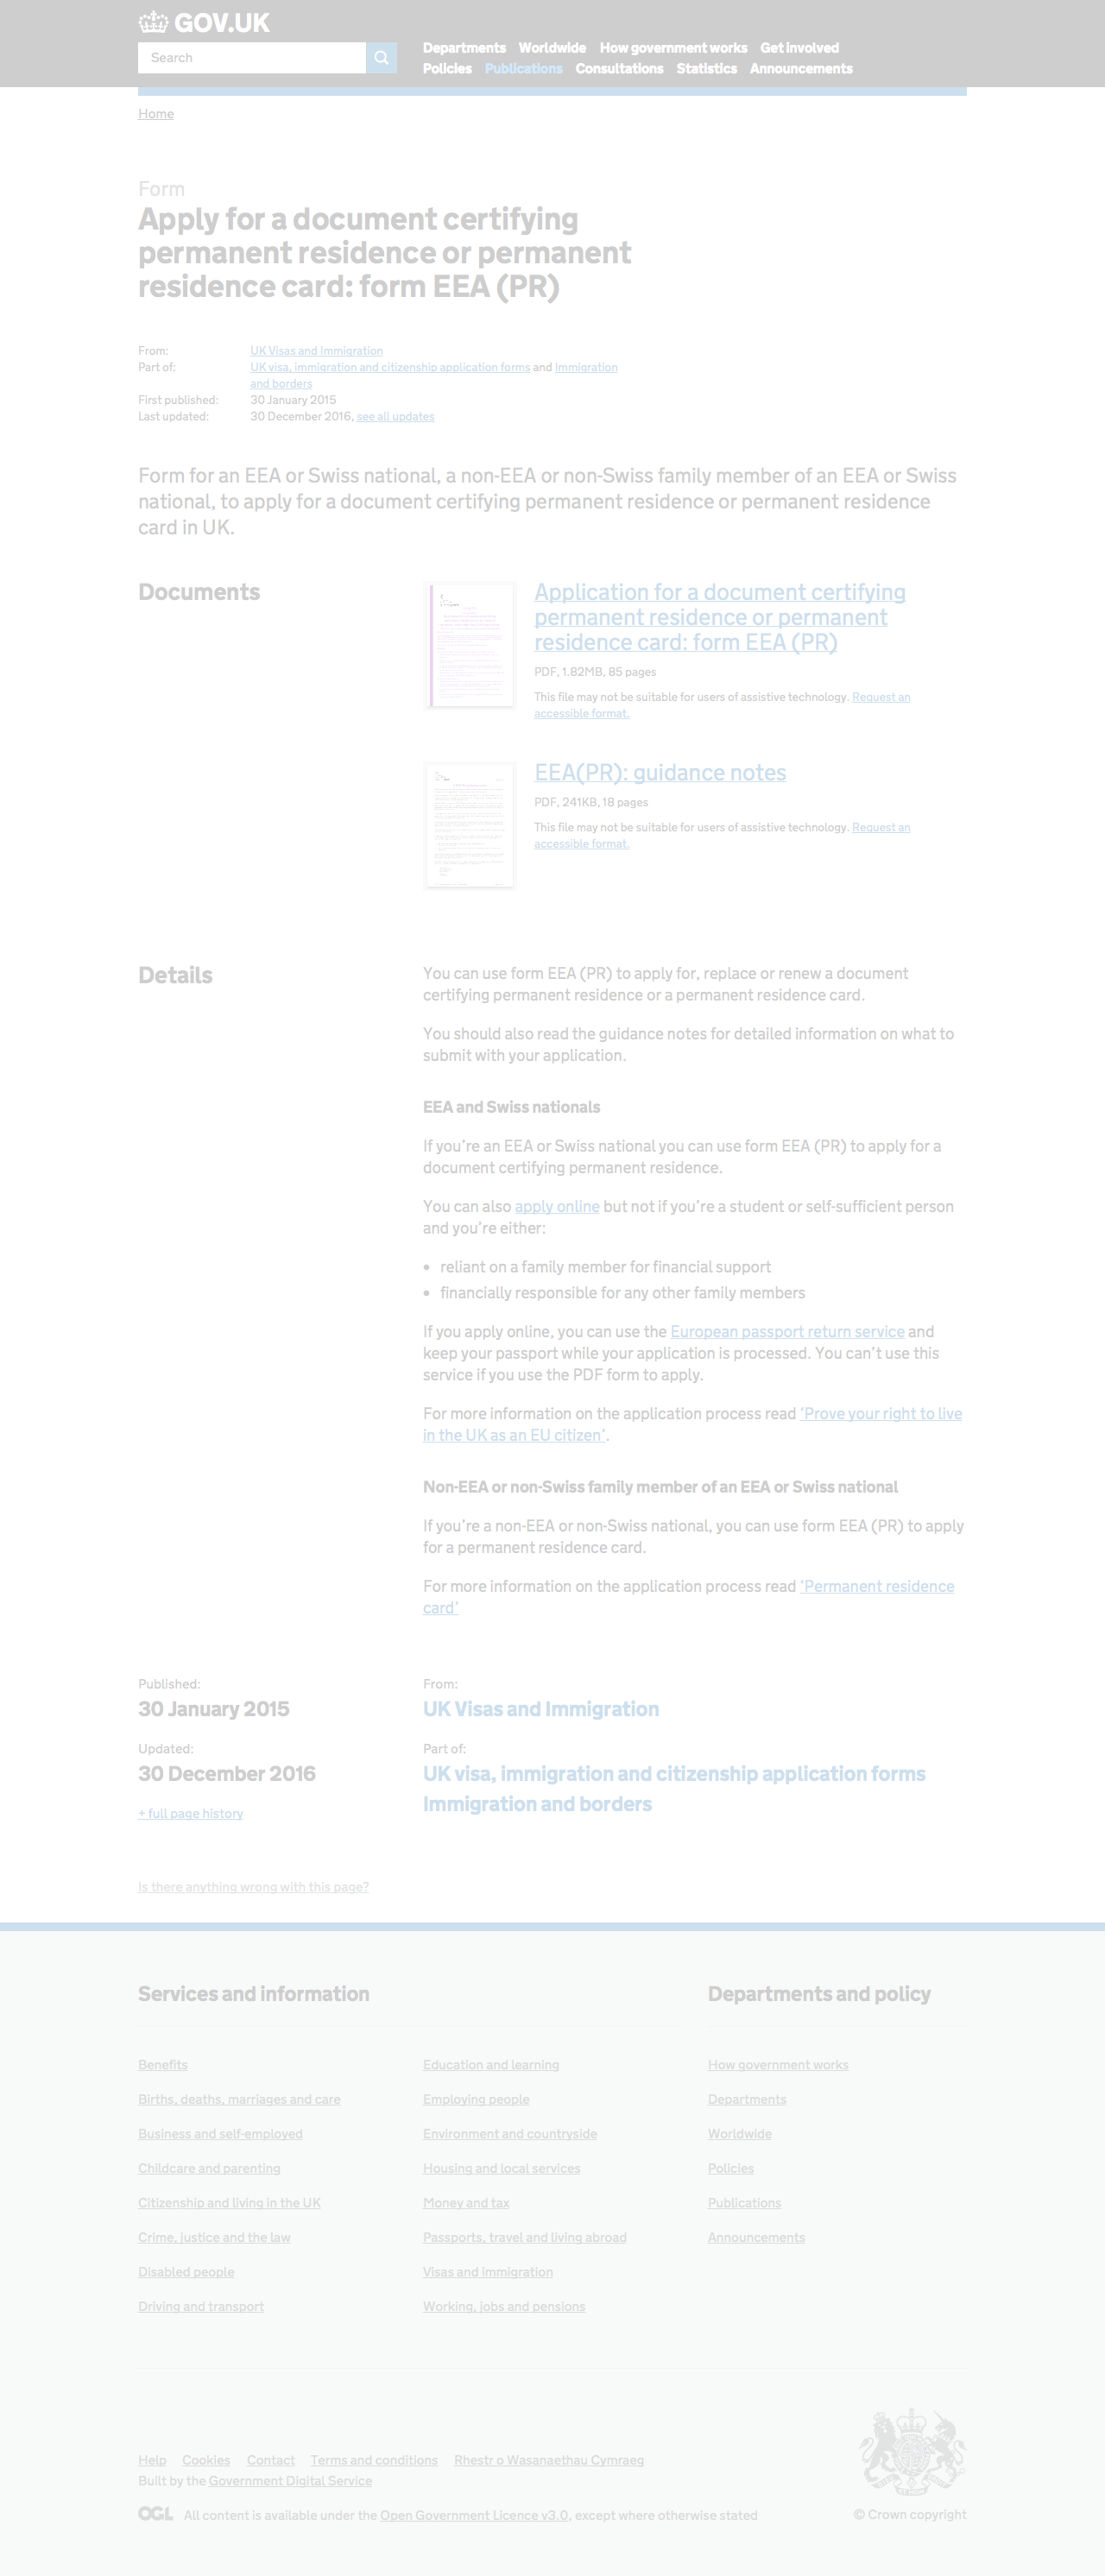 GOV.UK
Search
Departments Worldwide How government works Get involved
Policies Publications Consultations Statistics Announcements
Home
Form
Apply for a document certifying
permanent residence or permanent
residence card: form EEA (PR)
From: UK Visas and Immigration
Part of: UK visa, immigration and citizenship application forms and Immigration
and borders
First published: 30 January 2015
Last updated: 30 December 2016, see all updates
Form for an EEA or Swiss national, a non-EEA or non-Swiss family member of an EEA or Swiss
national, to apply for a document certifying permanent residence or permanent residence
card in UK.
Documents
Application for a document certifying
permanent residence or permanent
residence card: form EEA (PR)
PDF, 1.82MB, 85 pages
This file may not be suitable for users of assistive technology. Request an
accessible format.
EEA(PR): guidance notes
PDF, 241KB, 18 pages
This file may not be suitable for users of assistive technology. Request an
accessible format.
Details
You can use form EEA (PR) to apply for, replace or renew a document
certifying permanent residence or a permanent residence card.
You should also read the guidance notes for detailed information on what to
submit with your application.
EEA and Swiss nationals
If you’re an EEA or Swiss national you can use form EEA (PR) to apply for a
document certifying permanent residence.
You can also apply online but not if you’re a student or self-sufficient person
and you’re either:
• reliant on a family member for financial support
• financially responsible for any other family members
If you apply online, you can use the European passport return service and
keep your passport while your application is processed. You can’t use this
service if you use the PDF form to apply.
For more information on the application process read ‘Prove your right to live
in the UK as an EU citizen’.
Non-EEA or non-Swiss family member of an EEA or Swiss national
If you’re a non-EEA or non-Swiss national, you can use form EEA (PR) to apply
for a permanent residence card.
For more information on the application process read ‘Permanent residence
card’
Published:
30 January 2015
Updated:
30 December 2016
+ full page history
From:
UK Visas and Immigration
Part of:
UK visa, immigration and citizenship application forms
Immigration and borders
Is there anything wrong with this page?
Services and information
Benefits
Births, deaths, marriages and care
Business and self-employed
Childcare and parenting
Citizenship and living in the UK
Crime, justice and the law
Disabled people
Driving and transport
Education and learning
Employing people
Environment and countryside
Housing and local services
Money and tax
Passports, travel and living abroad
Visas and immigration
Working, jobs and pensions
Departments and policy
How government works
Departments
Worldwide
Policies
Publications
Announcements
Help Cookies Contact Terms and conditions Rhestr o Wasanaethau Cymraeg
Built by the Government Digital Service
OGL All content is available under the Open Government Licence v3.0, except where otherwise stated
© Crown copyright